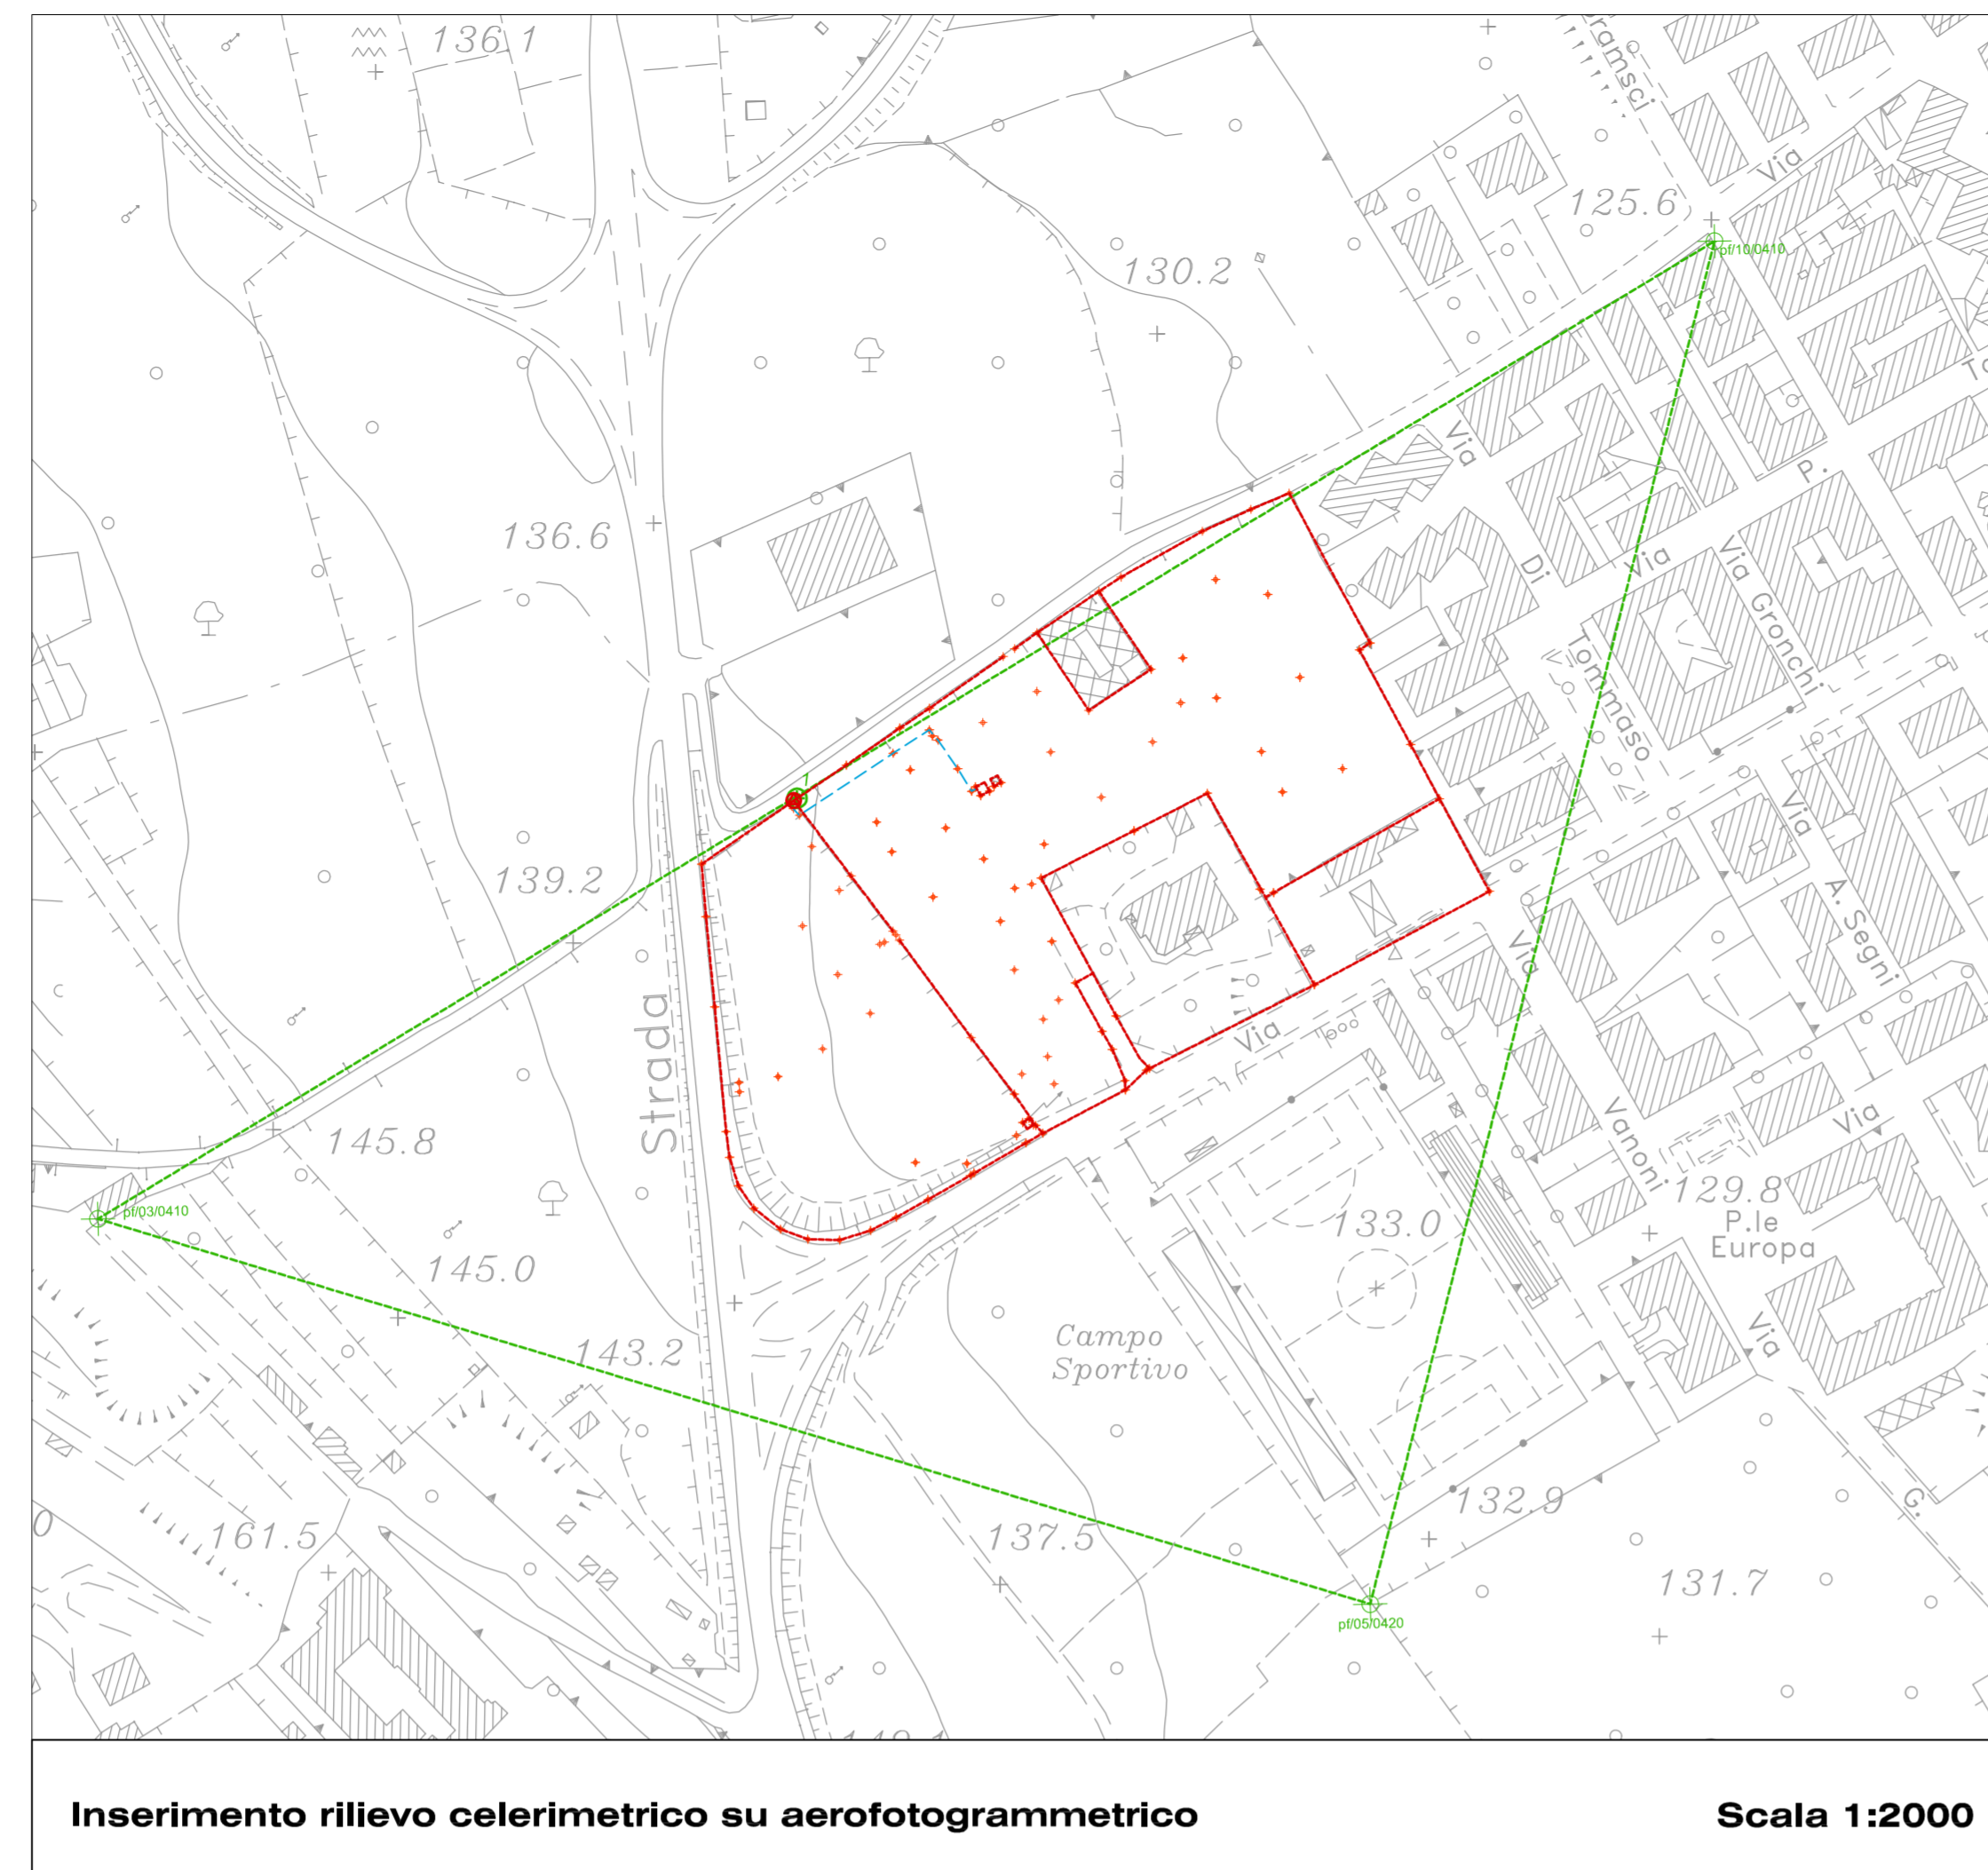 136.1
Gramsci
Via
125.6
pf/10/0410
130.2
Via
P.
136.6
Di
Via
Via Gronchi
Tommaso
139.2
Via
A. Segni
Via
Strada
Via
145.8
Vanoni
Via
129.8
P.le
Europa
pf/03/0410
133.0
145.0
Via
143.2
Campo
Sportivo
132.9
G.
161.5
137.5
131.7
pf/05/0420
Inserimento rilievo celerimetrico su aerofotogrammetrico
Scala 1:2000